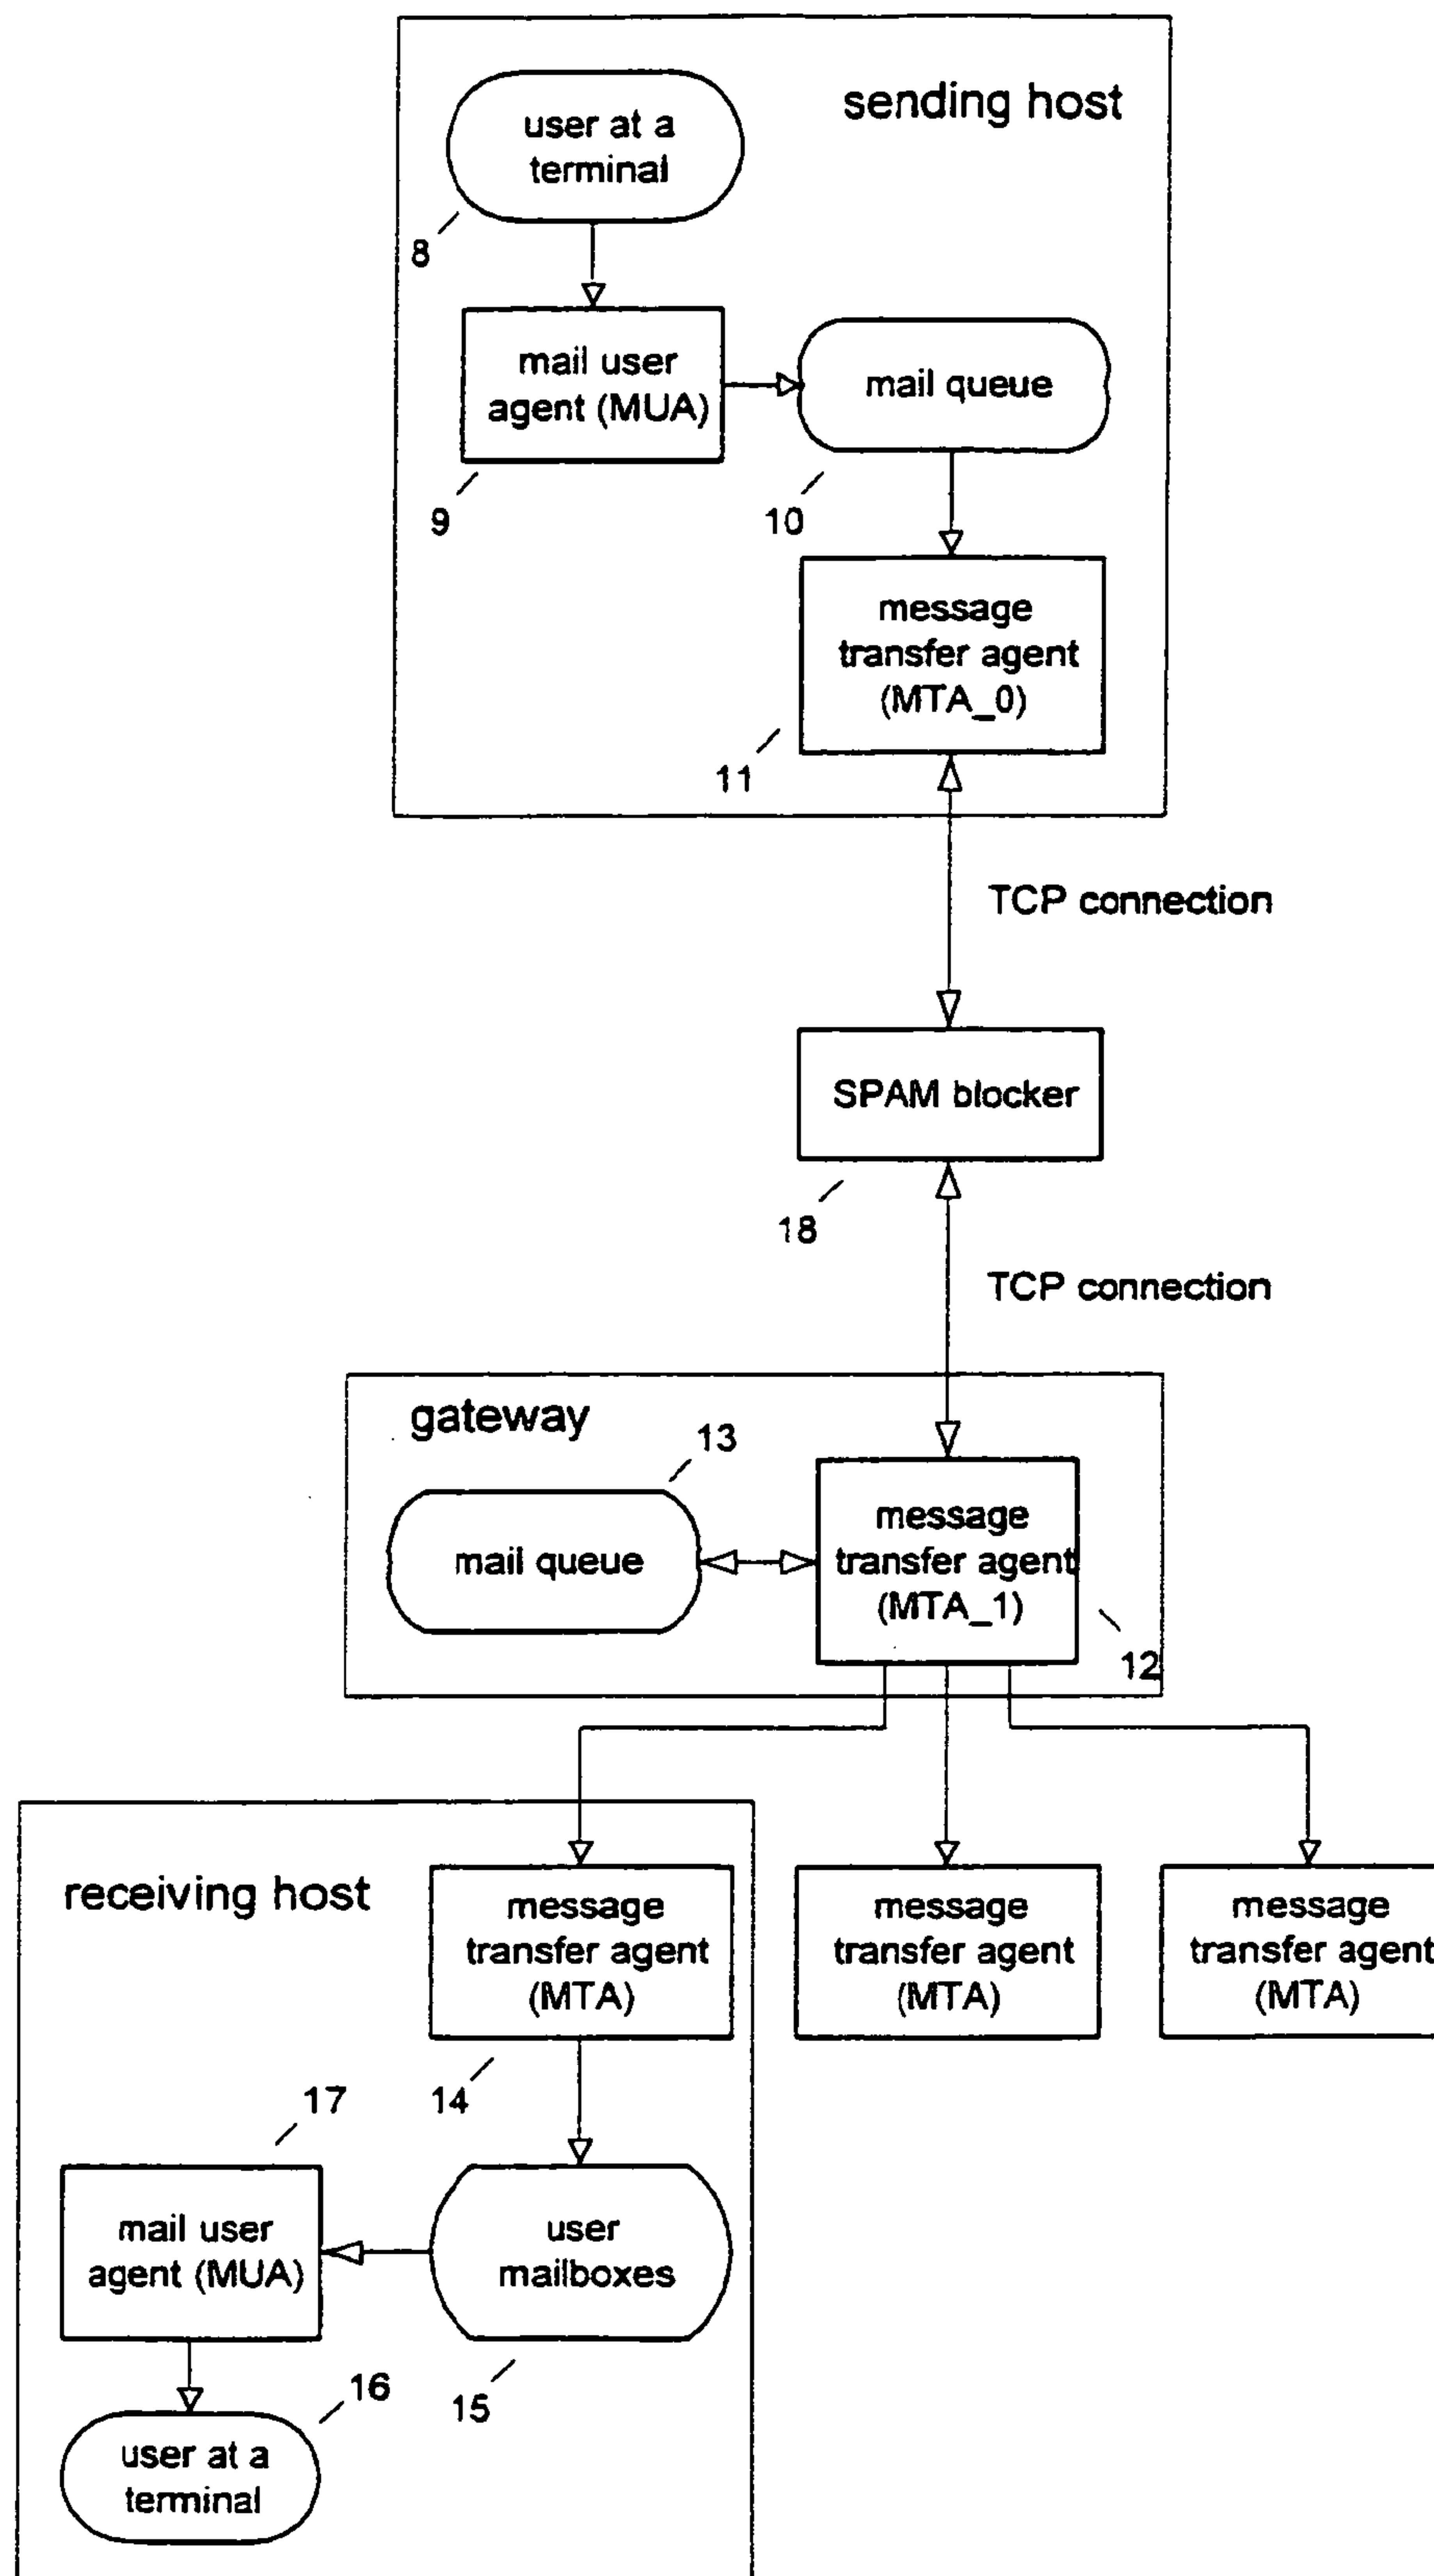 sending host
user at a
terminal
8
mail user
agent (MUA)
9
mail queue
10
message
transfer agent
(MTA_0)
11
TCP connection
SPAM blocker
18
TCP connection
gateway
13
mail queue
message
transfer agent
(MTA_1)
12
receiving host
message
transfer agent
(MTA)
14
message
transfer agent
(MTA)
message
transfer agent
(MTA)
17
mail user
agent (MUA)
user
mailboxes
15
16
user at a
terminal